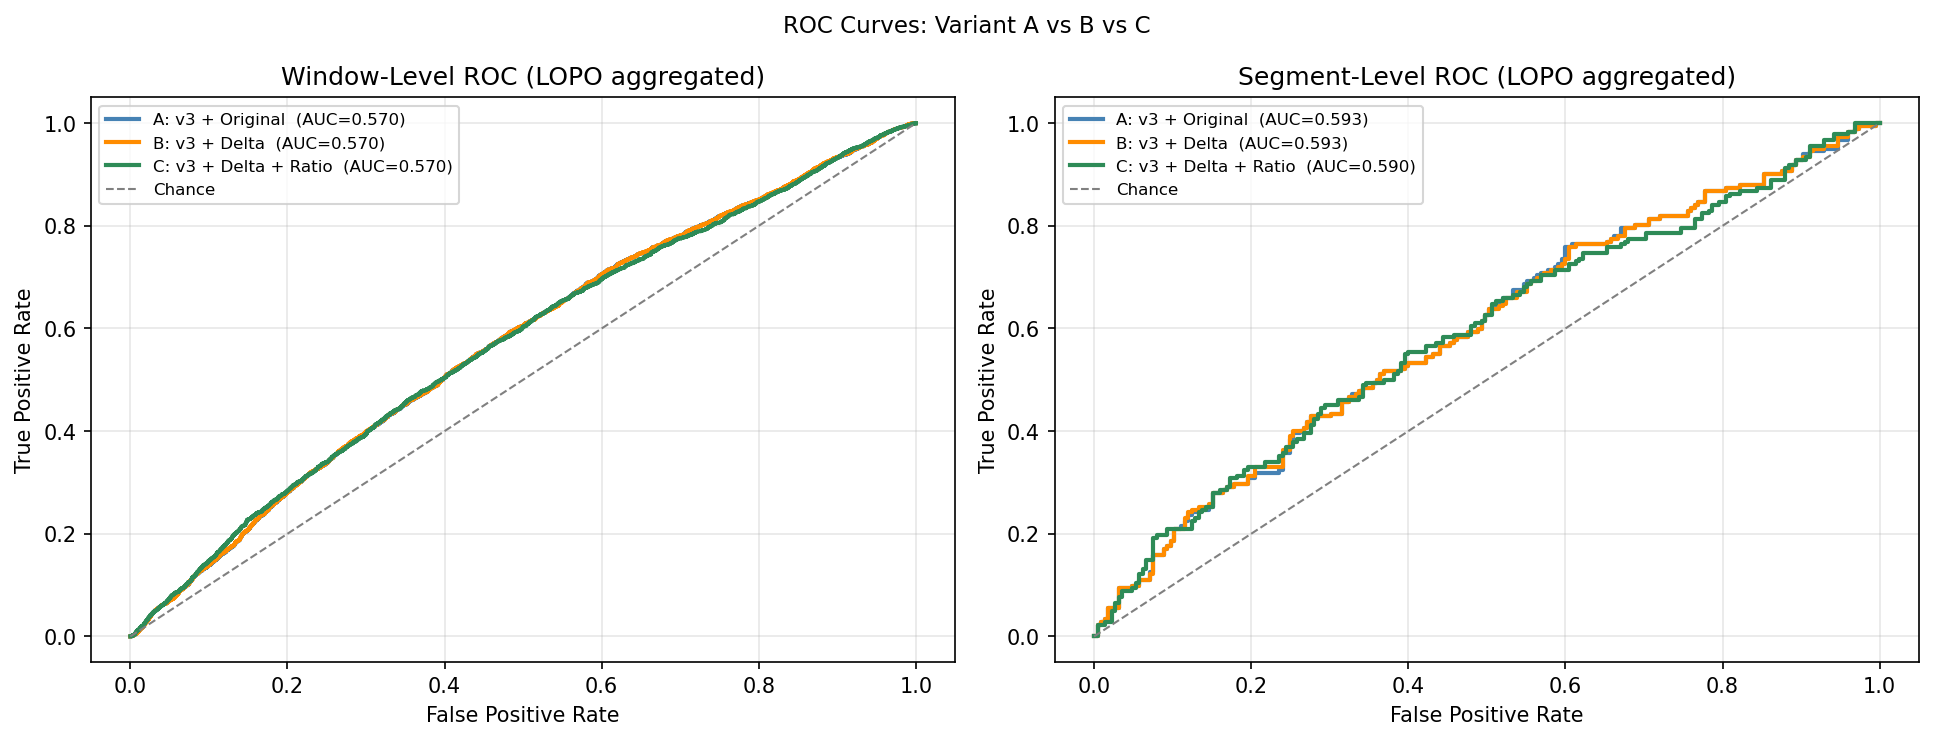 ROC Curves: Variant A vs B vs C
Window-Level ROC (LOPO aggregated)
A: v3 + Original (AUC=0.570)
B: v3 + Delta (AUC=0.570)
C: v3 + Delta + Ratio (AUC=0.570)
Chance
True Positive Rate
1.0
0.8
0.6
0.4
0.2
0.0
0.0 0.2 0.4 0.6 0.8 1.0
False Positive Rate
Segment-Level ROC (LOPO aggregated)
A: v3 + Original (AUC=0.593)
B: v3 + Delta (AUC=0.593)
C: v3 + Delta + Ratio (AUC=0.590)
Chance
True Positive Rate
1.0
0.8
0.6
0.4
0.2
0.0
0.0 0.2 0.4 0.6 0.8 1.0
False Positive Rate